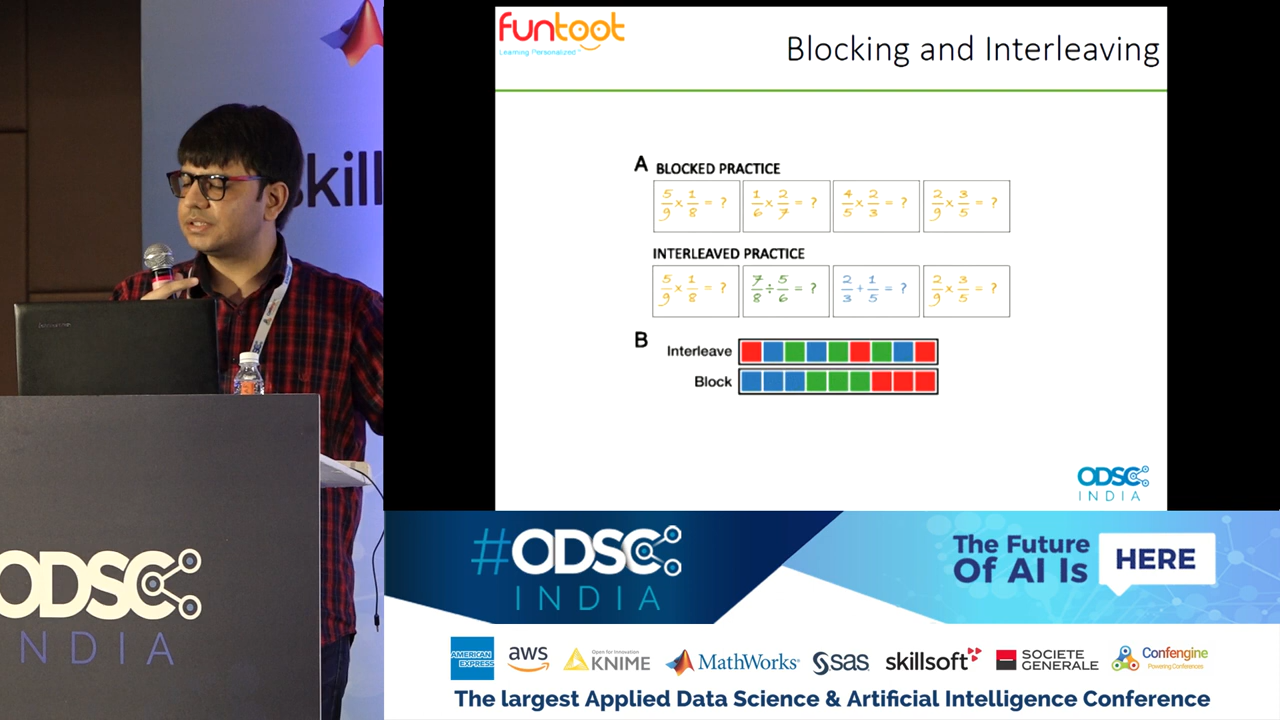 skill
ODSC
NDIA
funtoot
Learning Personalized
Blocking and Interleaving
A BLOCKED PRACTICE
5/9 × 1/8 = ? 1/6 × 2/7 = ? 4/5 × 2/3 = ? 2/9 × 3/5 = ?
INTERLEAVED PRACTICE
5/9 × 1/8 = ? 7/8 ÷ 5/6 = ? 2/3 + 1/5 = ? 2/9 × 3/5 = ?
B
Interleave
Block
ODSC
INDIA
#ODSC
INDIA
The Future
Of AI Is HERE
AMERICAN
EXPRESS
aws
Open for Innovation
KNIME
MathWorks®
sas
skillsoft
SOCIETE
GENERALE
Confengine
Powering Conferences
The largest Applied Data Science & Artificial Intelligence Conference